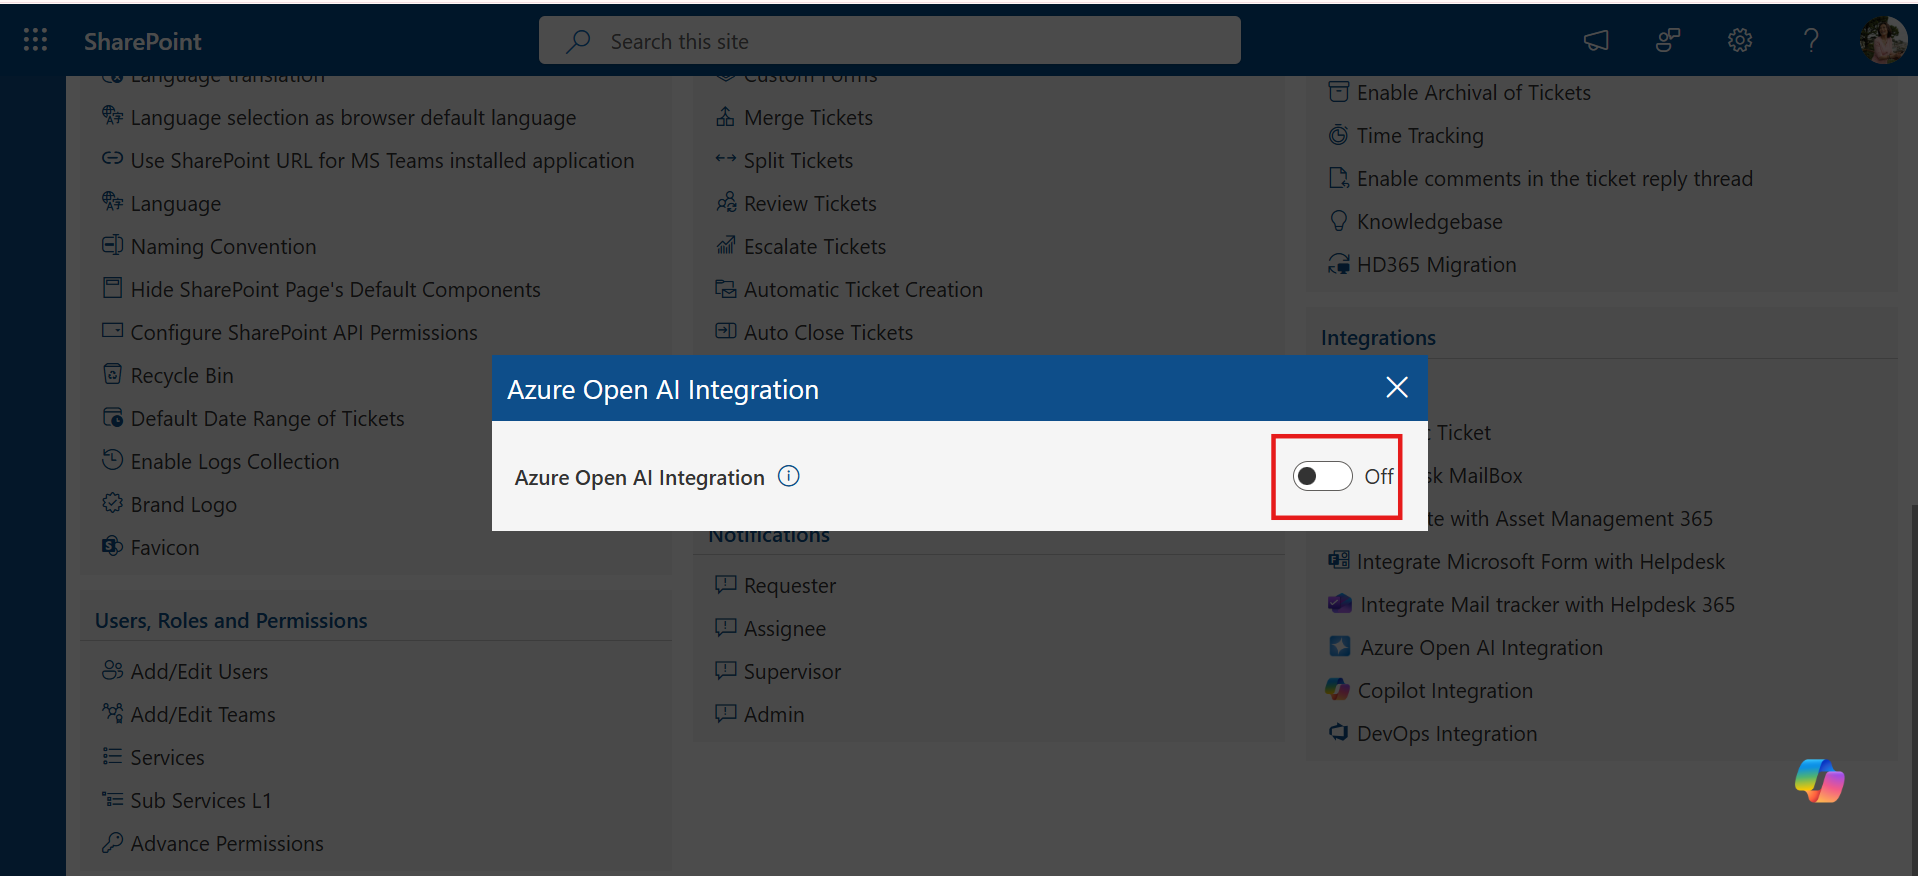 SharePoint
Search this site
Language translation
Language selection as browser default language
Use SharePoint URL for MS Teams installed application
Language
Naming Convention
Hide SharePoint Page's Default Components
Configure SharePoint API Permissions
Recycle Bin
Default Date Range of Tickets
Enable Logs Collection
Brand Logo
Favicon
Users, Roles and Permissions
Add/Edit Users
Add/Edit Teams
Services
Sub Services L1
Advance Permissions
Custom Forms
Merge Tickets
Split Tickets
Review Tickets
Escalate Tickets
Automatic Ticket Creation
Auto Close Tickets
Azure Open AI Integration
Azure Open AI Integration
Off
Notifications
Requester
Assignee
Supervisor
Admin
Enable Archival of Tickets
Time Tracking
Enable comments in the ticket reply thread
Knowledgebase
HD365 Migration
Integrations
Ticket
MailBox
with Asset Management 365
Integrate Microsoft Form with Helpdesk
Integrate Mail tracker with Helpdesk 365
Azure Open AI Integration
Copilot Integration
DevOps Integration